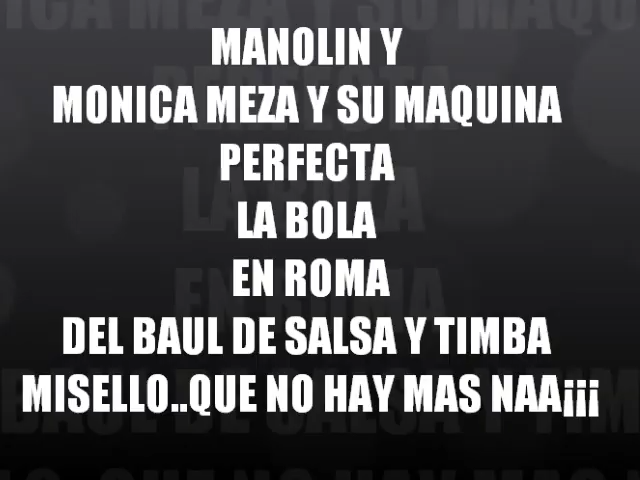 MANOLIN Y
MONICA MEZA Y SU MAQUINA
PERFECTA
LA BOLA
EN ROMA
DEL BAUL DE SALSA Y TIMBA
MISELLO..QUE NO HAY MAS NAA¡¡¡